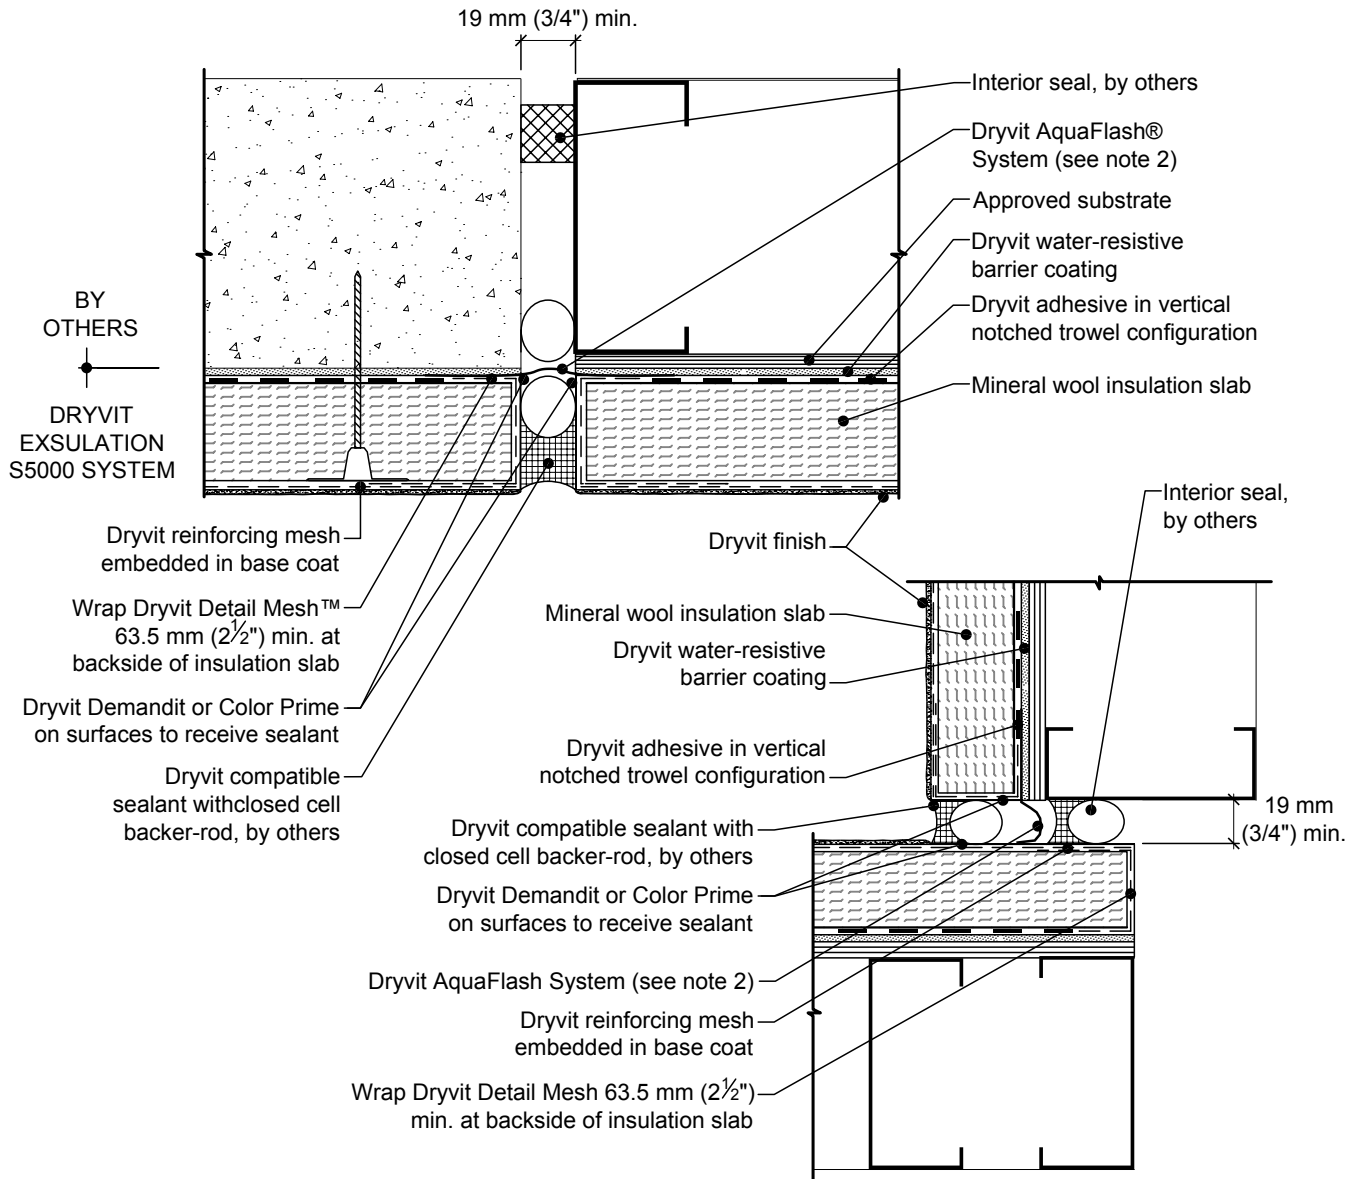 19 mm (3/4") min.
Interior seal, by others
Dryvit AquaFlash®
System (see note 2)
Approved substrate
Dryvit water-resistive
barrier coating
Dryvit adhesive in vertical
notched trowel configuration
Mineral wool insulation slab
BY
OTHERS
DRYVIT
EXSULATION
S5000 SYSTEM
Dryvit reinforcing mesh
embedded in base coat
Wrap Dryvit Detail Mesh™
63.5 mm (2½") min. at
backside of insulation slab
Dryvit Demandit or Color Prime
on surfaces to receive sealant
Dryvit compatible
sealant withclosed cell
backer-rod, by others
Dryvit finish
Interior seal,
by others
Mineral wool insulation slab
Dryvit water-resistive
barrier coating
Dryvit adhesive in vertical
notched trowel configuration
19 mm
(3/4") min.
Dryvit compatible sealant with
closed cell backer-rod, by others
Dryvit Demandit or Color Prime
on surfaces to receive sealant
Dryvit AquaFlash System (see note 2)
Dryvit reinforcing mesh
embedded in base coat
Wrap Dryvit Detail Mesh 63.5 mm (2½")
min. at backside of insulation slab